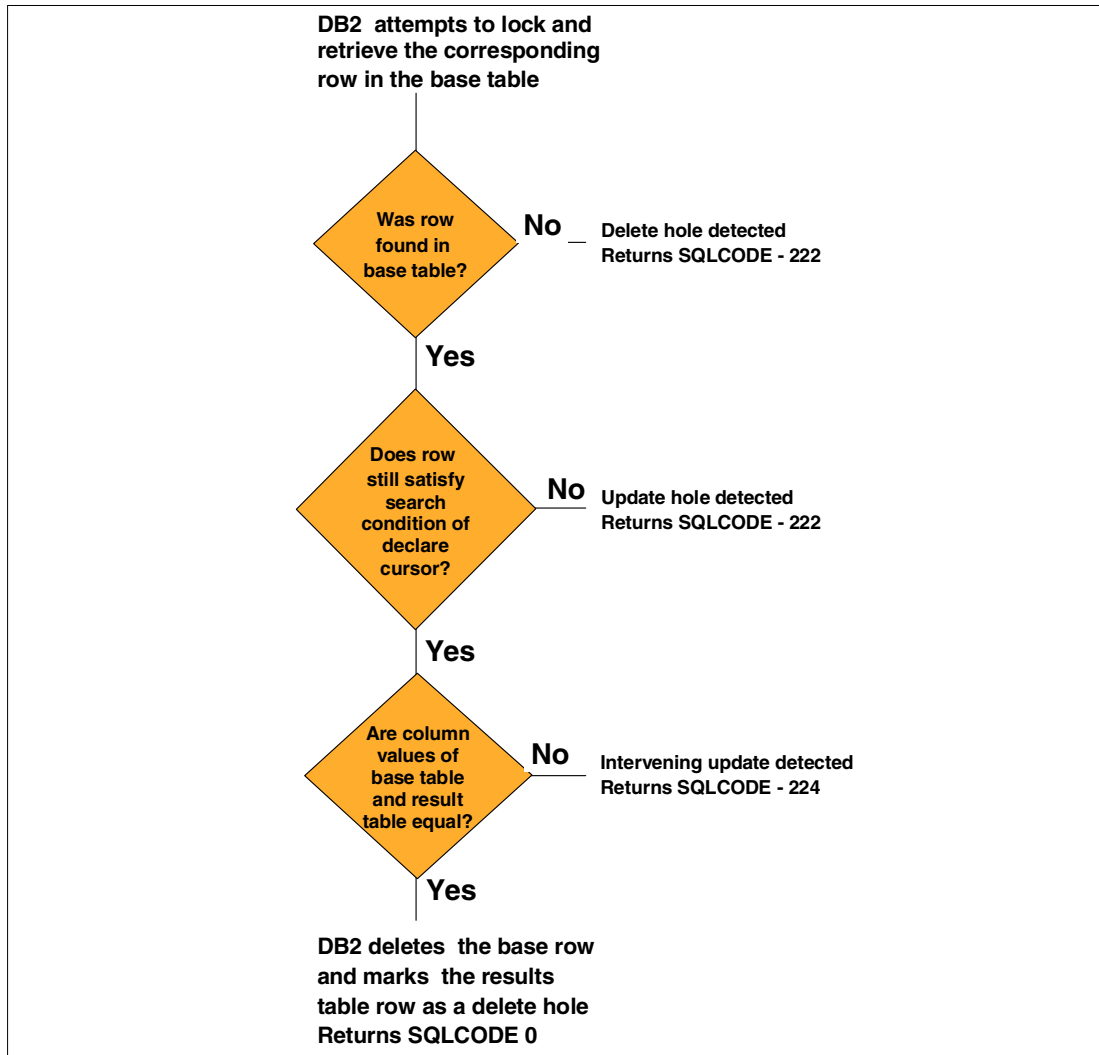 DB2 attempts to lock and
retrieve the corresponding
row in the base table
Was row
found in
base table?
No
Delete hole detected
Returns SQLCODE - 222
Yes
Does row
still satisfy
search
condition of
declare
cursor?
No
Update hole detected
Returns SQLCODE - 222
Yes
Are column
values of
base table
and result
table equal?
No
Intervening update detected
Returns SQLCODE - 224
Yes
DB2 deletes the base row
and marks the results
table row as a delete hole
Returns SQLCODE 0